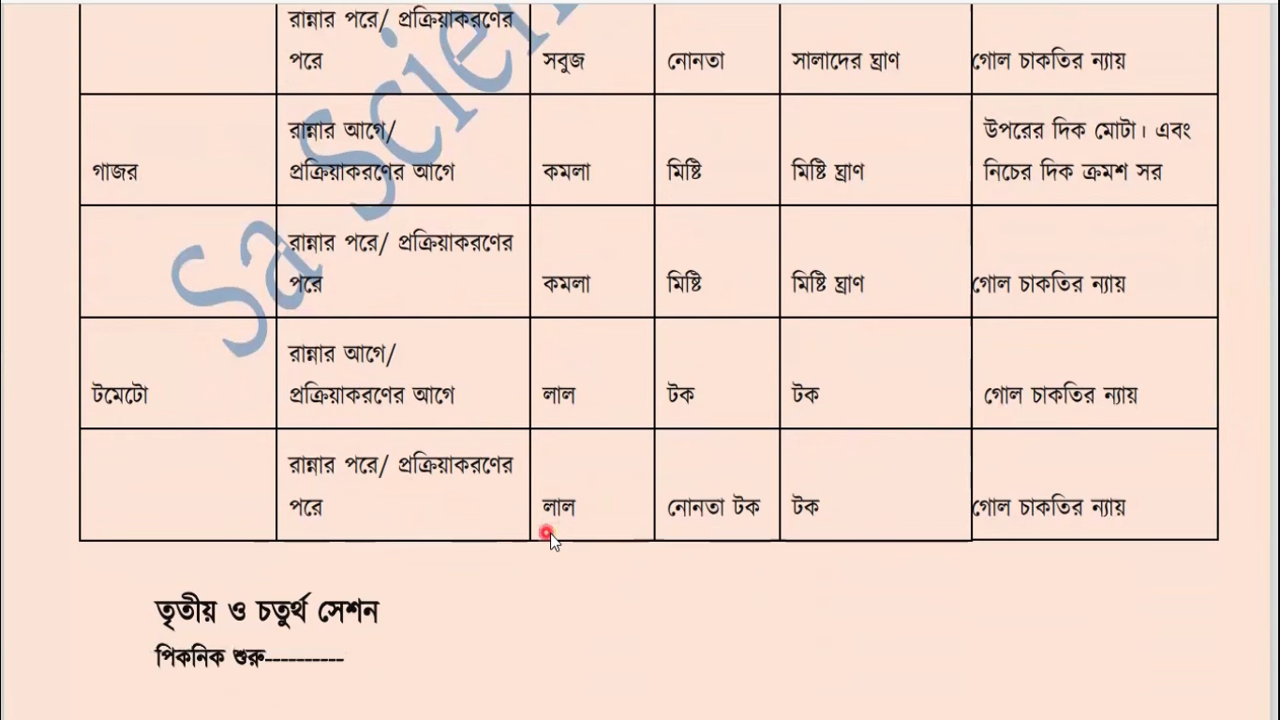 রান্নার পরে/ প্রক্রিয়াকরণের
পরে
সবুজ
নোনতা
সালাদের ঘ্রাণ
গোল চাকতির ন্যায়
গাজর
রান্নার আগে/
প্রক্রিয়াকরণের আগে
কমলা
মিষ্টি
মিষ্টি ঘ্রাণ
উপরের দিক মোটা। এবং
নিচের দিক ক্রমশ সর
রান্নার পরে/ প্রক্রিয়াকরণের
পরে
কমলা
মিষ্টি
মিষ্টি ঘ্রাণ
গোল চাকতির ন্যায়
টমেটো
রান্নার আগে/
প্রক্রিয়াকরণের আগে
লাল
টক
টক
গোল চাকতির ন্যায়
রান্নার পরে/ প্রক্রিয়াকরণের
পরে
লাল
নোনতা টক
টক
গোল চাকতির ন্যায়
তৃতীয় ও চতুর্থ সেশন
পিকনিক শুরু----------
Sa